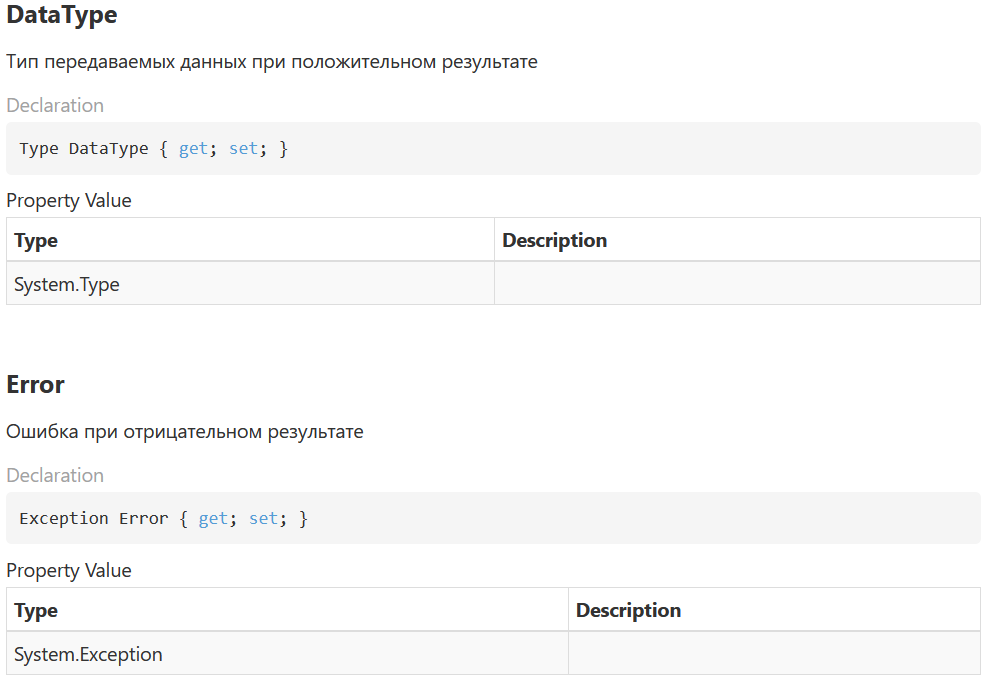 DataType
Тип передаваемых данных при положительном результате
Declaration
Type DataType { get; set; }
Property Value
Type Description
System.Type
Error
Ошибка при отрицательном результате
Declaration
Exception Error { get; set; }
Property Value
Type Description
System.Exception